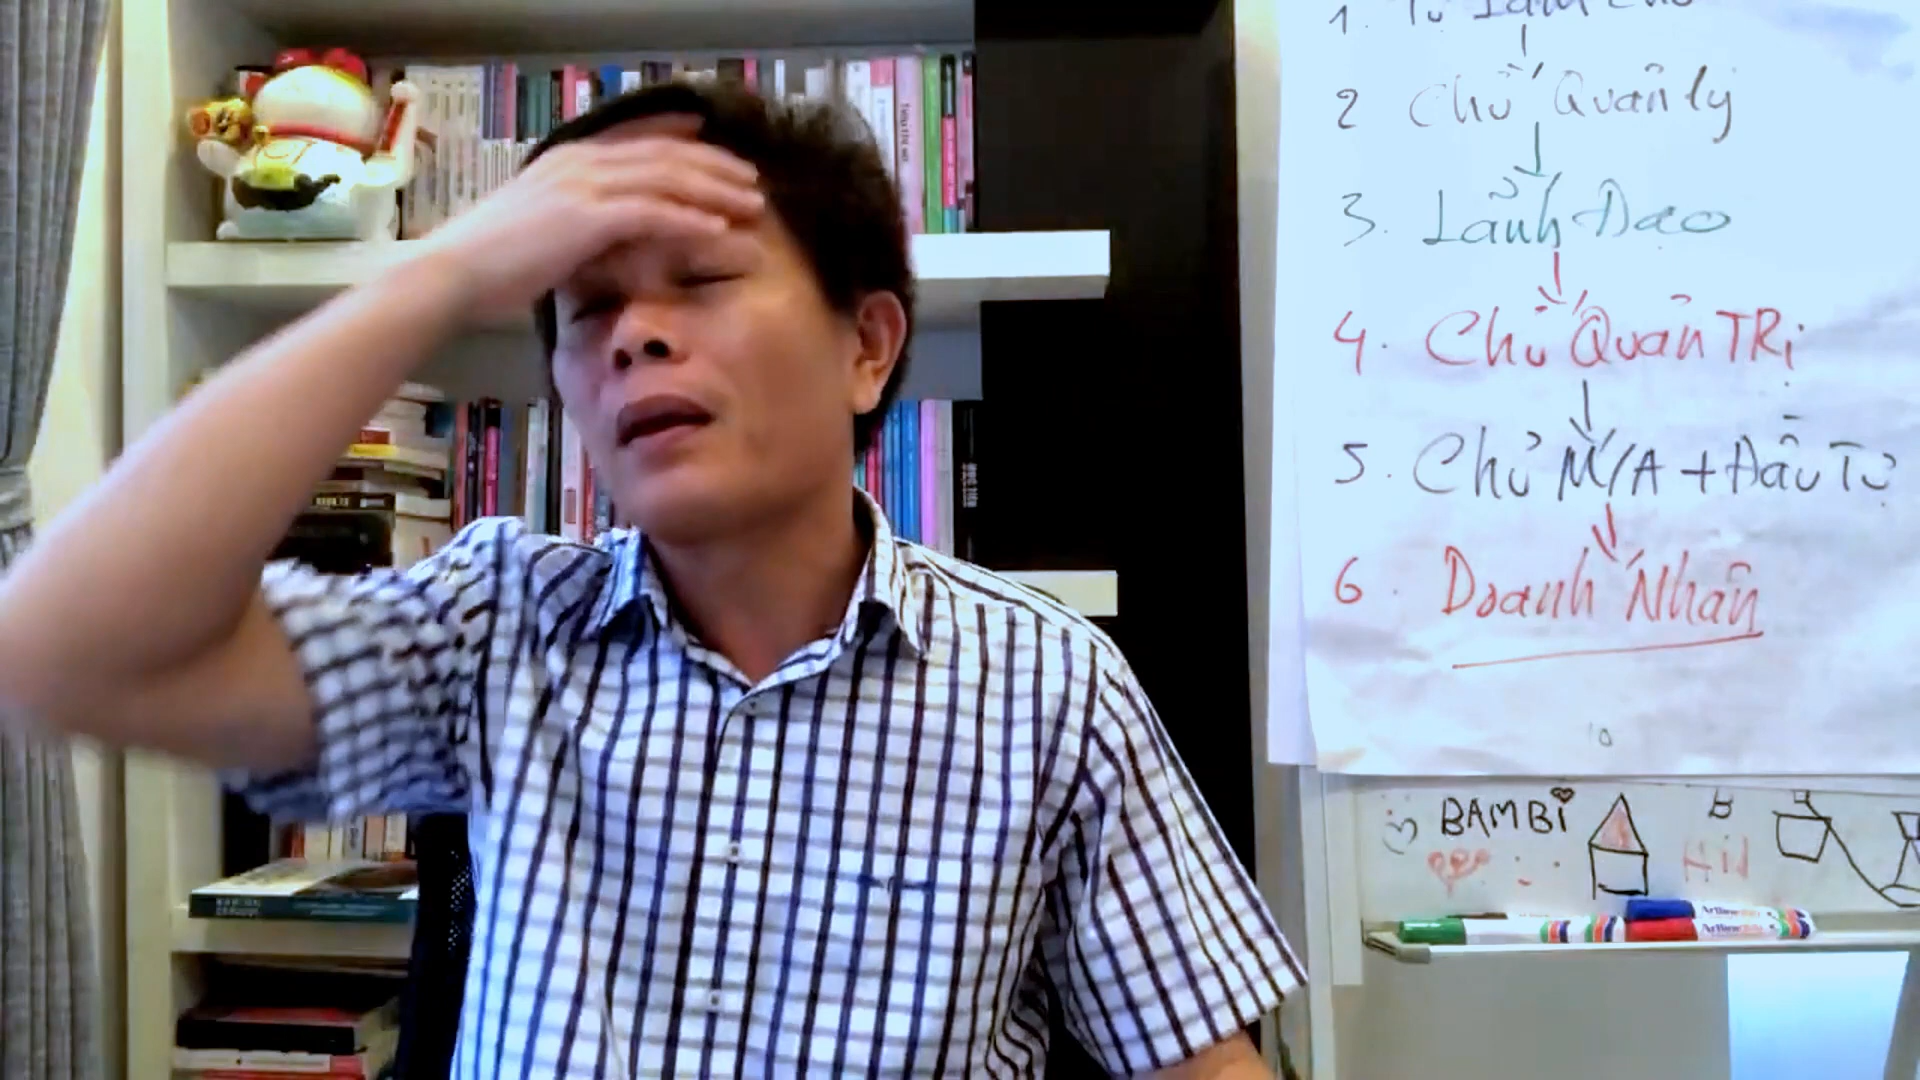 2 Chủ Quản lý
3. Lãnh Đạo
4. Chủ Quản TRị
5. Chủ M/A + Đầu Tư
6. Doanh Nhân
BAMBi
B
Hid